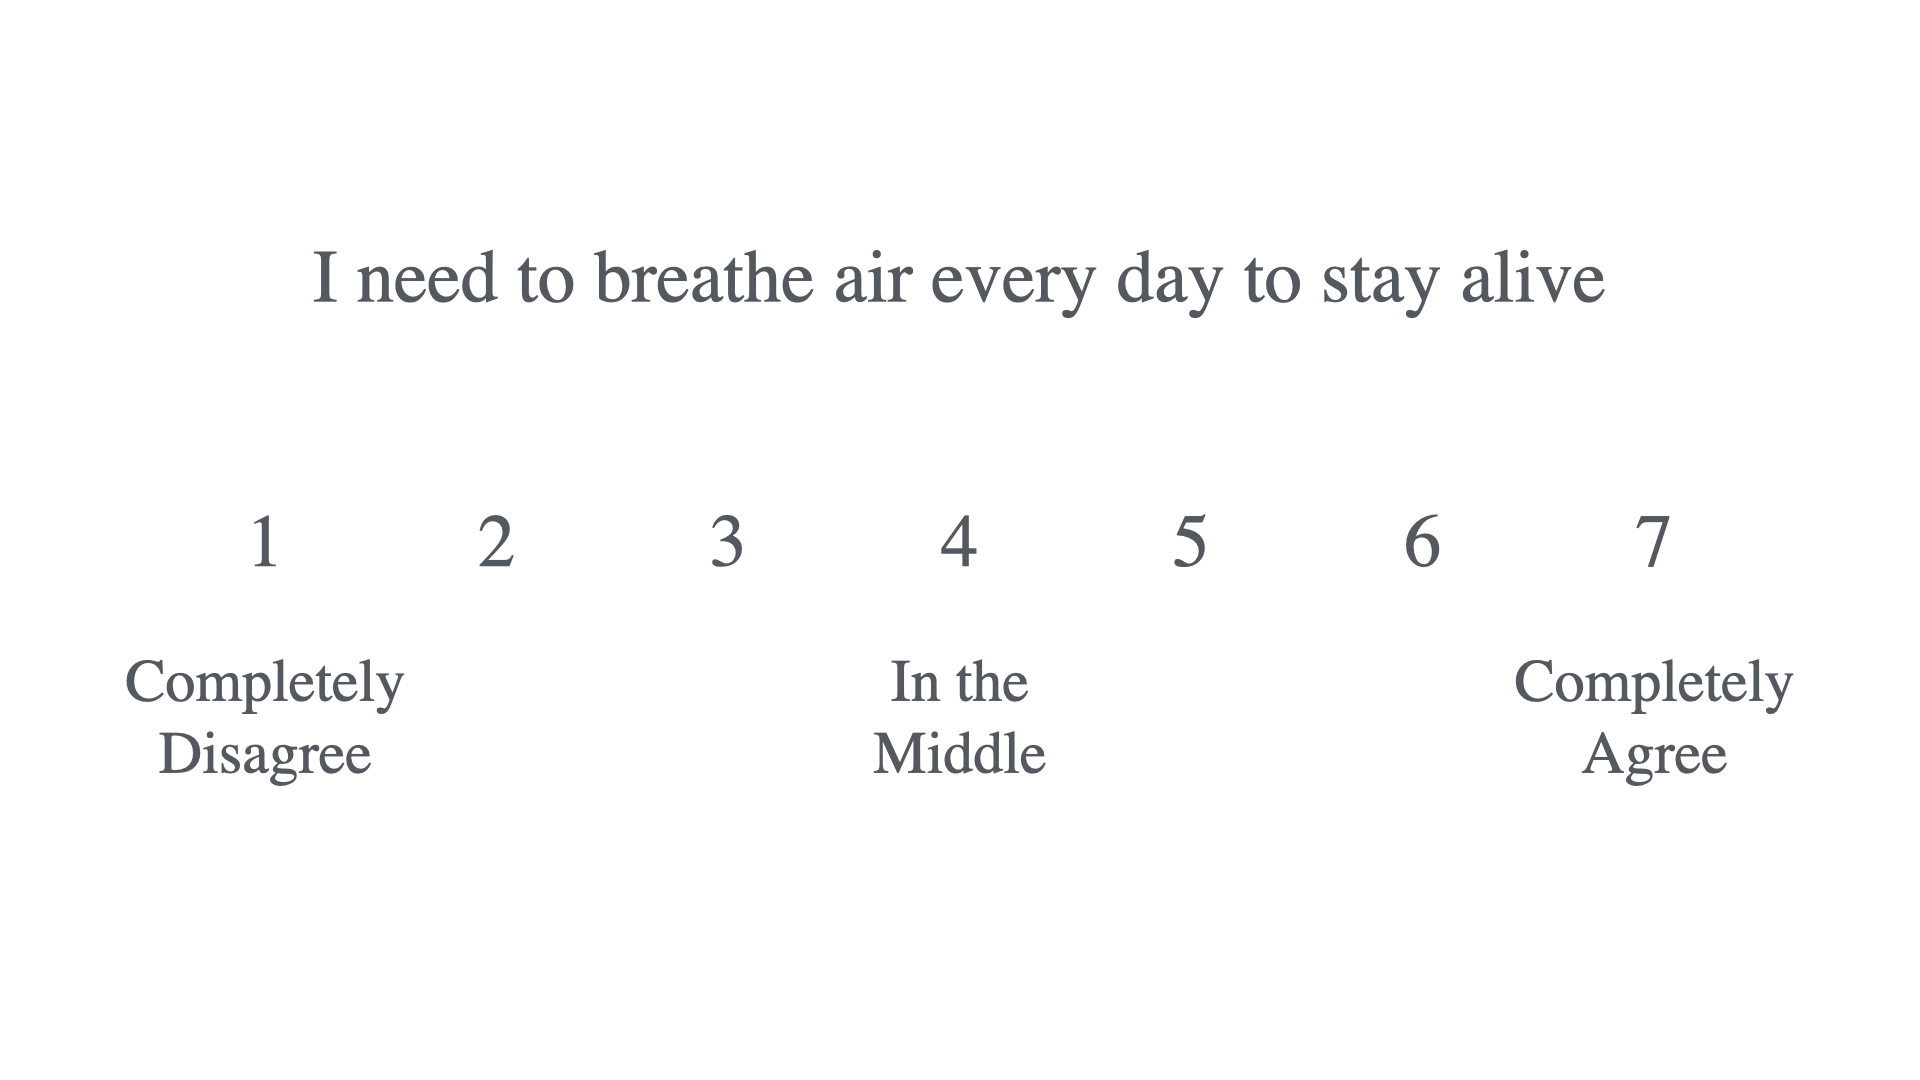 I need to breathe air every day to stay alive
1 2 3 4 5 6 7
Completely In the Completely
Disagree Middle Agree